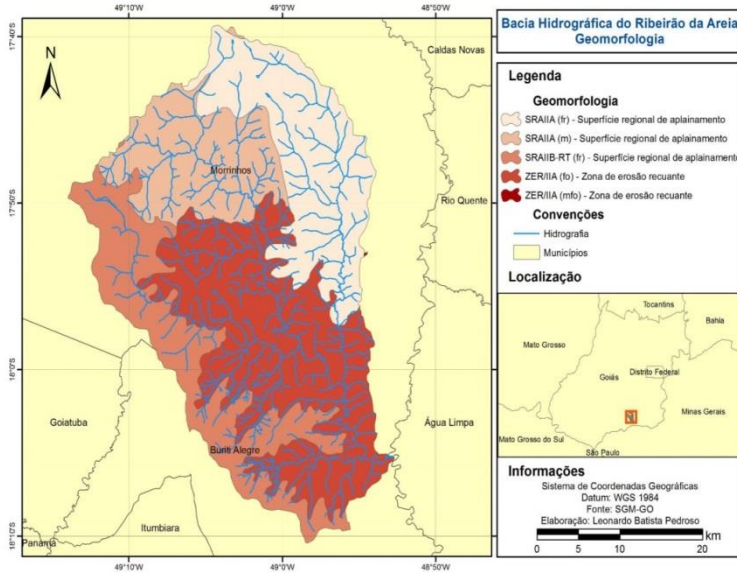 49°10'O
49°0'O
48°50'O
17°40'S
17°50'S
18°0'S
18°10'S
N
Caldas Novas
Morrinhos
Rio Quente
Goiatuba
Água Limpa
Buriti Alegre
Itumbiara
Panamá
49°10'O
49°0'O
48°50'O
Bacia Hidrográfica do Ribeirão da Areia
Geomorfologia
Legenda
Geomorfologia
SRAIIA (fr) - Superfície regional de aplainamento
SRAIIA (m) - Superfície regional de aplainamento
SRAIIB-RT (fr) - Superfície regional de aplainamento
ZER/IIA (fo) - Zona de erosão recuante
ZER/IIA (mfo) - Zona de erosão recuante
Convenções
Hidrografia
Municípios
Localização
Tocantins
Bahia
Mato Grosso
Distrito Federal
Goiás
Minas Gerais
Mato Grosso do Sul
São Paulo
Informações
Sistema de Coordenadas Geográficas
Datum: WGS 1984
Fonte: SGM-GO
Elaboração: Leonardo Batista Pedroso
km
0 5 10 20